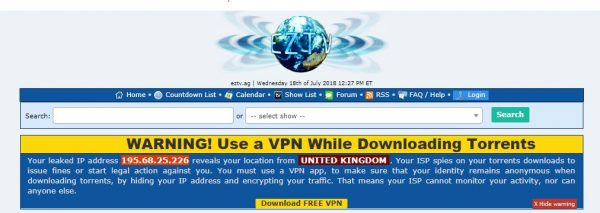 EZTV
eztv.ag | Wednesday 18th of July 2018 12:27 PM ET
Home • Countdown List • Calendar • Show List • Forum • RSS • FAQ / Help • Login
Search: or -- select show -- Search
WARNING! Use a VPN While Downloading Torrents
Your leaked IP address 195.68.25.226 reveals your location from UNITED KINGDOM . Your ISP spies on your torrents downloads to
issue fines or start legal action against you. You must use a VPN app, to make sure that your identity remains anonymous when
downloading torrents, by hiding your IP address and encrypting your traffic. That means your ISP cannot monitor your activity, nor can
anyone else.
Download FREE VPN
X Hide warning